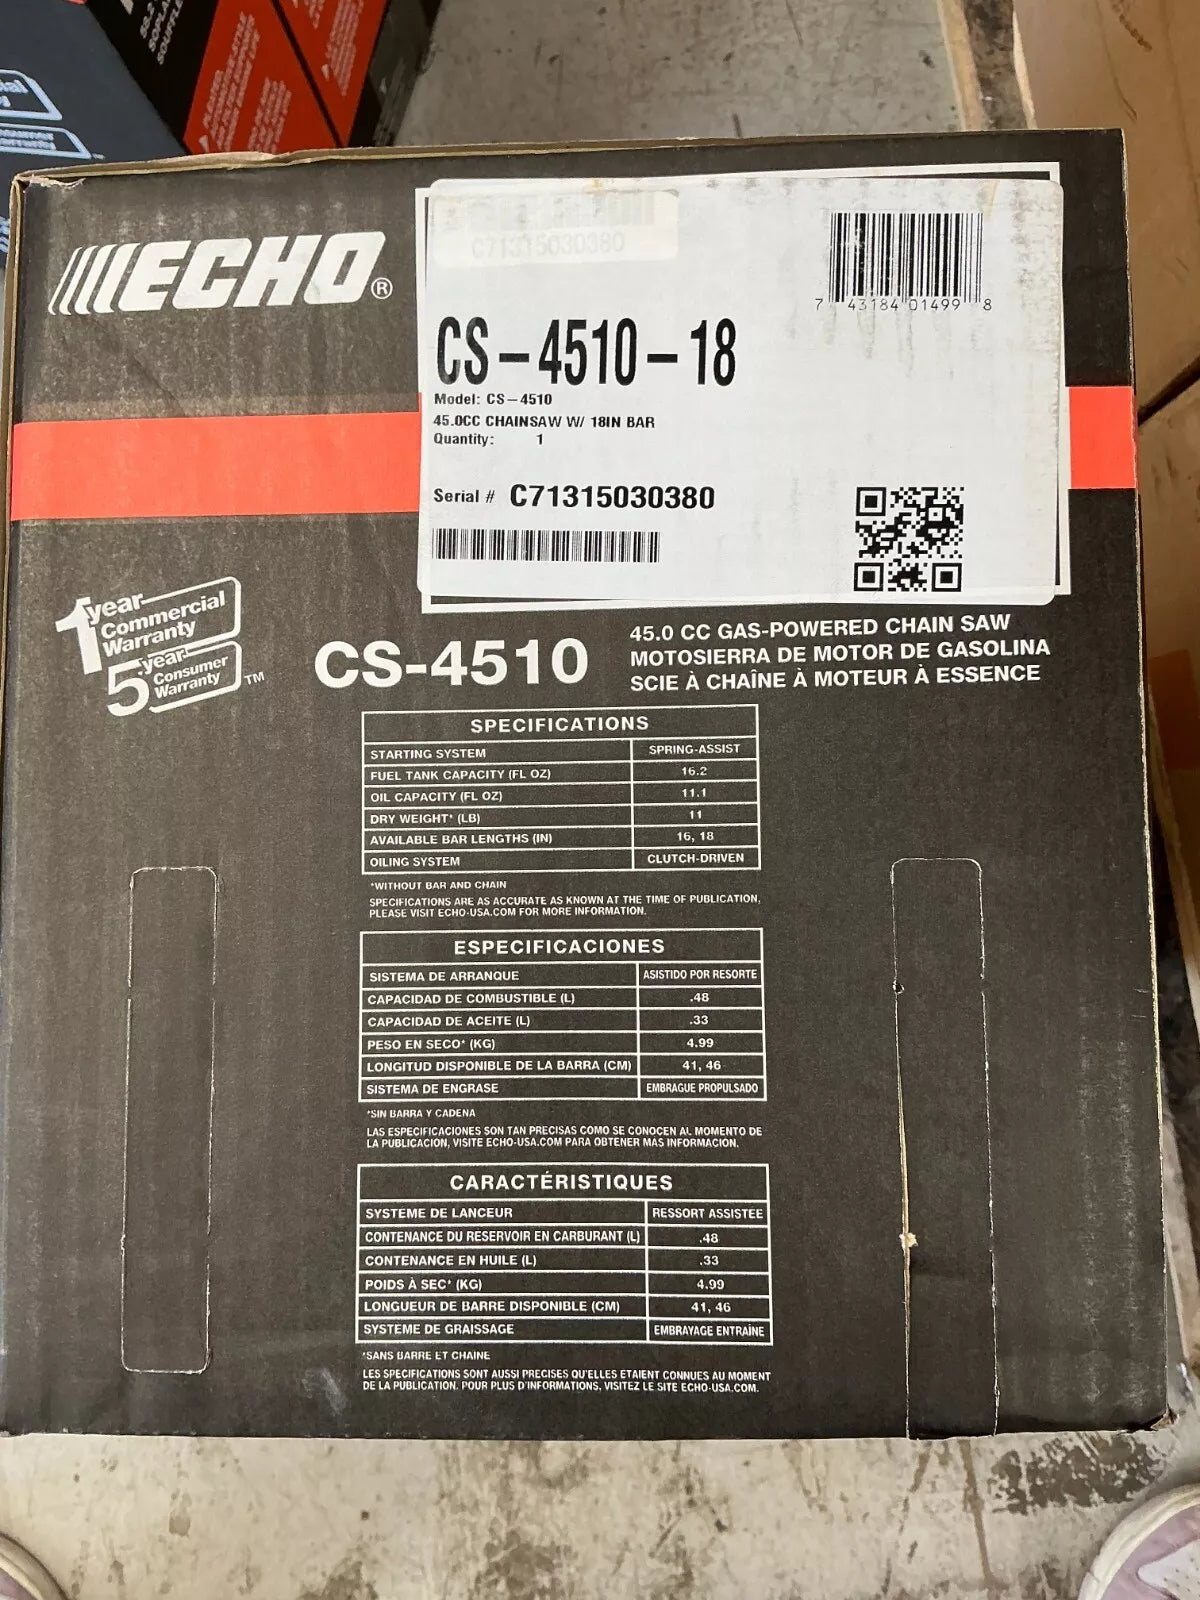 ECHO®
C71315030380
7 43184 01499 8
CS-4510-18
Model: CS-4510
45.0CC CHAINSAW W/ 18IN BAR
Quantity: 1
Serial # C71315030380
1 year Commercial Warranty
5 year Consumer Warranty ™
CS-4510
45.0 CC GAS-POWERED CHAIN SAW
MOTOSIERRA DE MOTOR DE GASOLINA
SCIE À CHAÎNE À MOTEUR À ESSENCE
SPECIFICATIONS
STARTING SYSTEM SPRING-ASSIST
FUEL TANK CAPACITY (FL OZ) 16.2
OIL CAPACITY (FL OZ) 11.1
DRY WEIGHT* (LB) 11
AVAILABLE BAR LENGTHS (IN) 16, 18
OILING SYSTEM CLUTCH-DRIVEN
*WITHOUT BAR AND CHAIN
SPECIFICATIONS ARE AS ACCURATE AS KNOWN AT THE TIME OF PUBLICATION,
PLEASE VISIT ECHO-USA.COM FOR MORE INFORMATION.
ESPECIFICACIONES
SISTEMA DE ARRANQUE ASISTIDO POR RESORTE
CAPACIDAD DE COMBUSTIBLE (L) .48
CAPACIDAD DE ACEITE (L) .33
PESO EN SECO* (KG) 4.99
LONGITUD DISPONIBLE DE LA BARRA (CM) 41, 46
SISTEMA DE ENGRASE EMBRAGUE PROPULSADO
*SIN BARRA Y CADENA
LAS ESPECIFICACIONES SON TAN PRECISAS COMO SE CONOCEN AL MOMENTO DE
LA PUBLICACION, VISITE ECHO-USA.COM PARA OBTENER MAS INFORMACION.
CARACTÉRISTIQUES
SYSTEME DE LANCEUR RESSORT ASSISTEE
CONTENANCE DU RESERVOIR EN CARBURANT (L) .48
CONTENANCE EN HUILE (L) .33
POIDS À SEC* (KG) 4.99
LONGUEUR DE BARRE DISPONIBLE (CM) 41, 46
SYSTEME DE GRAISSAGE EMBRAYAGE ENTRAÎNE
*SANS BARRE ET CHAINE
LES SPECIFICATIONS SONT AUSSI PRECISES QU'ELLES ETAIENT CONNUES AU MOMENT
DE LA PUBLICATION. POUR PLUS D'INFORMATIONS, VISITEZ LE SITE ECHO-USA.COM.